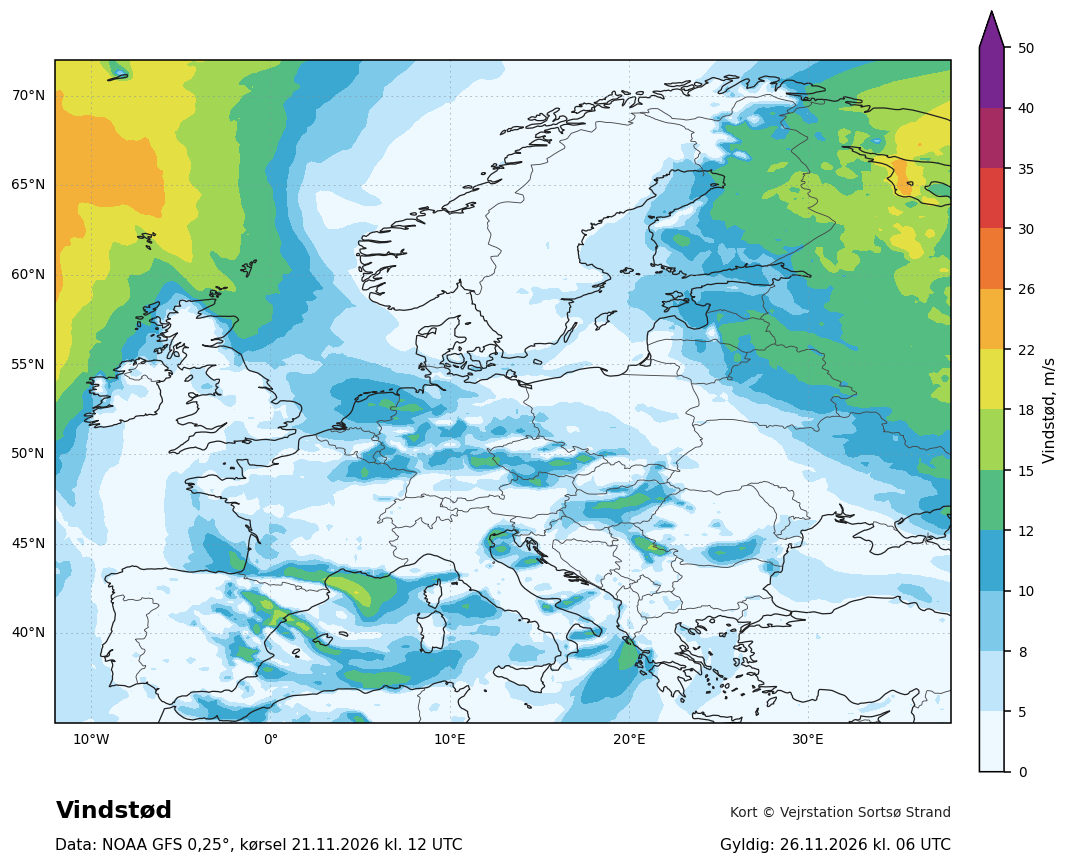 70°N
65°N
60°N
55°N
50°N
45°N
40°N
10°W
0°
10°E
20°E
30°E
50
40
35
30
26
22
18
15
12
10
8
5
0
Vindstød, m/s
Vindstød
Kort © Vejrstation Sortsø Strand
Data: NOAA GFS 0,25°, kørsel 21.11.2026 kl. 12 UTC
Gyldig: 26.11.2026 kl. 06 UTC